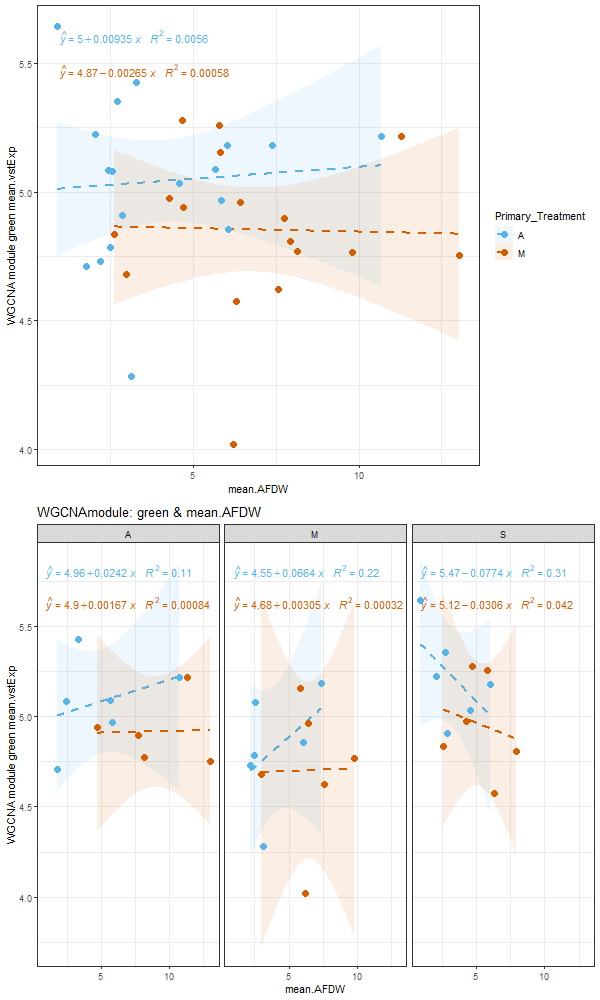 ŷ = 5 + 0.00935 x R² = 0.0056
ŷ = 4.87 − 0.00265 x R² = 0.00058
5.5
5.0
4.5
4.0
WGCNA module green mean.vstExp
5 10
mean.AFDW
Primary_Treatment
A
M
WGCNAmodule: green & mean.AFDW
A M S
ŷ = 4.96 + 0.0242 x R² = 0.11
ŷ = 4.9 + 0.00167 x R² = 0.00084
ŷ = 4.55 + 0.0664 x R² = 0.22
ŷ = 4.68 + 0.00305 x R² = 0.00032
ŷ = 5.47 − 0.0774 x R² = 0.31
ŷ = 5.12 − 0.0306 x R² = 0.042
5.5
5.0
4.5
4.0
WGCNA module green mean.vstExp
5 10 5 10 5 10
mean.AFDW